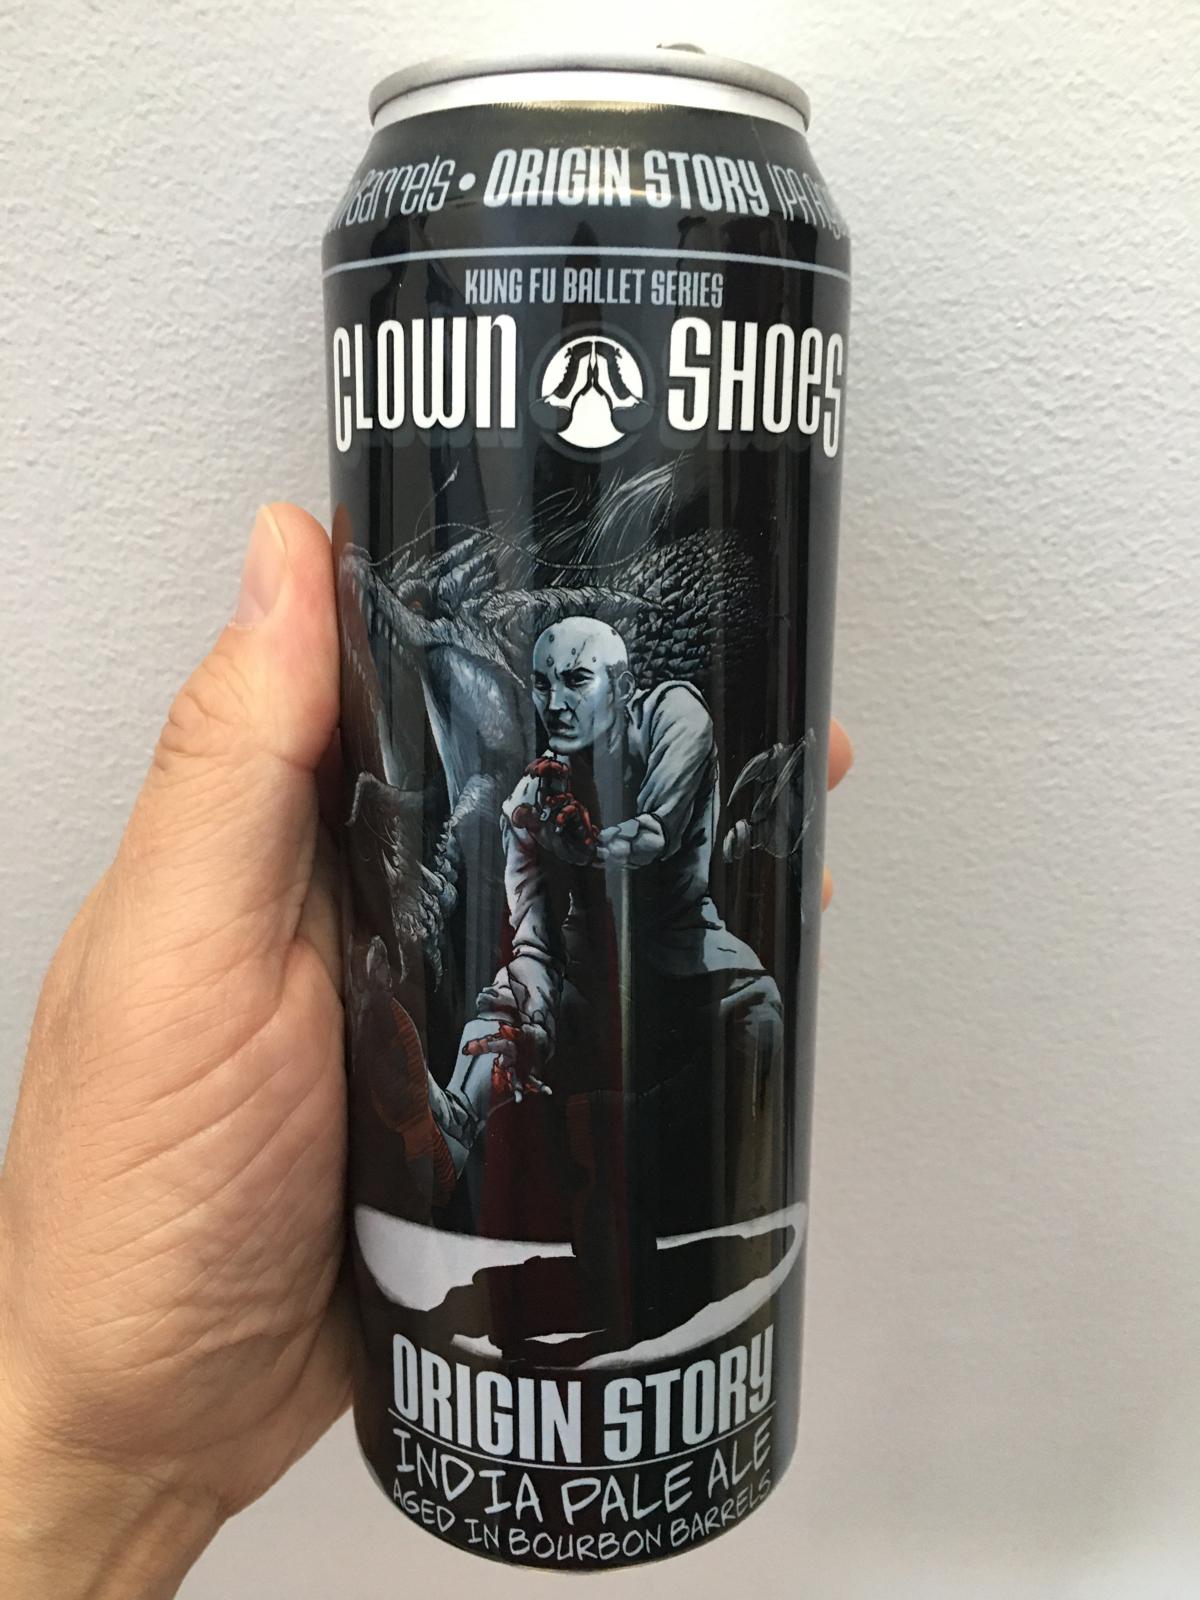 Barrels • ORIGIN STORY IPA
KUNG FU BALLET SERIES
CLOWN SHOES
ORIGIN STORY
INDIA PALE ALE
AGED IN BOURBON BARRELS